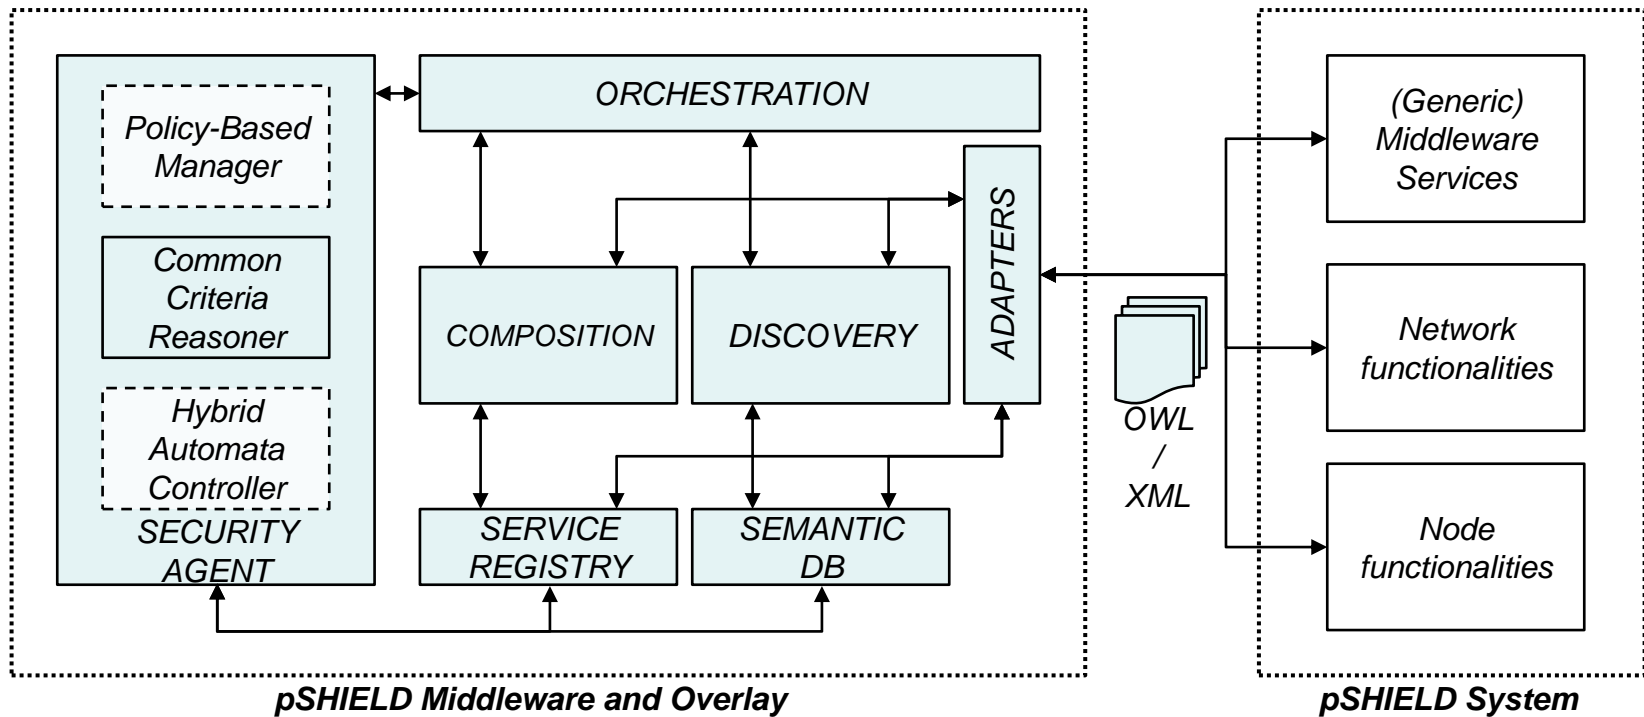 Policy-Based
Manager
Common
Criteria
Reasoner
Hybrid
Automata
Controller
SECURITY
AGENT
ORCHESTRATION
COMPOSITION
DISCOVERY
ADAPTERS
SERVICE
REGISTRY
SEMANTIC
DB
pSHIELD Middleware and Overlay
OWL
/
XML
(Generic)
Middleware
Services
Network
functionalities
Node
functionalities
pSHIELD System